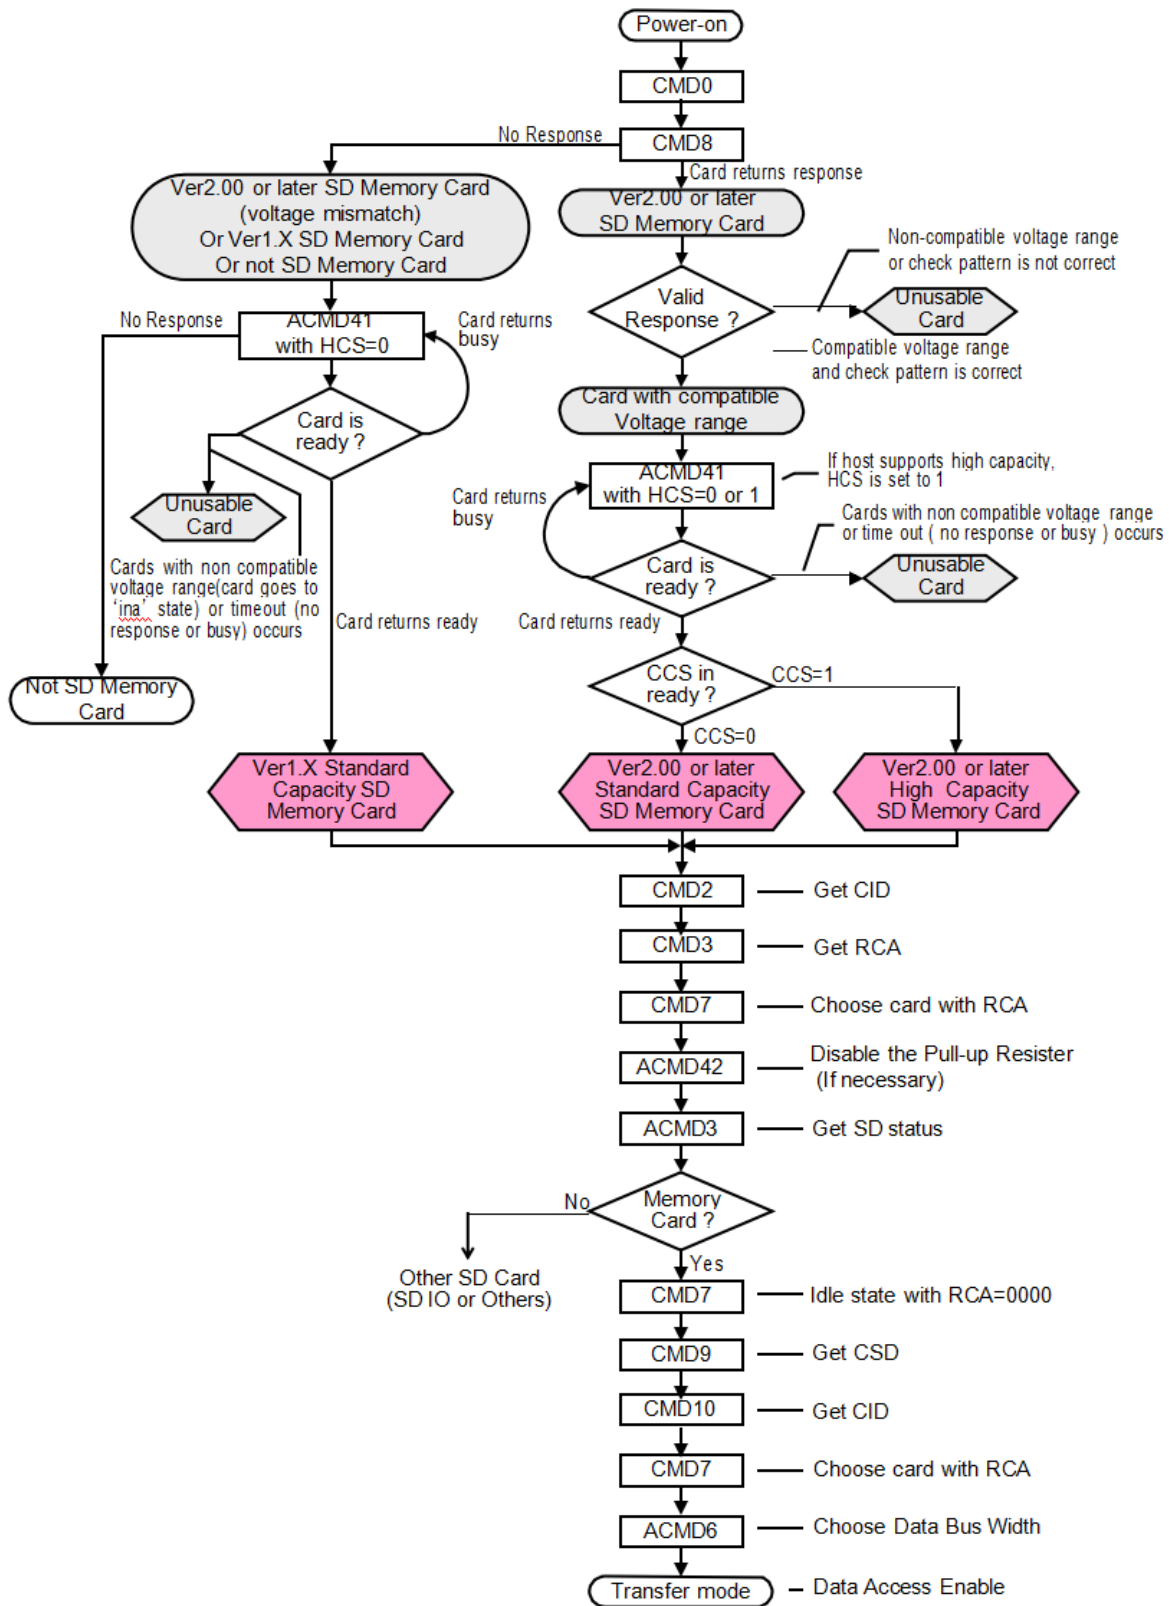 Power-on
CMD0
No Response
CMD8
Card returns response
Ver2.00 or later SD Memory Card
(voltage mismatch)
Or Ver1.X SD Memory Card
Or not SD Memory Card
Ver2.00 or later
SD Memory Card
Non-compatible voltage range
or check pattern is not correct
Valid
Response ?
Unusable
Card
No Response
ACMD41
with HCS=0
Card returns
busy
Compatible voltage range
and check pattern is correct
Card is
ready ?
Card with compatible
Voltage range
ACMD41
with HCS=0 or 1
If host supports high capacity,
HCS is set to 1
Card returns
busy
Unusable
Card
Cards with non compatible voltage range
or time out ( no response or busy ) occurs
Card is
ready ?
Unusable
Card
Cards with non compatible
voltage range(card goes to
‘ina’ state) or timeout (no
response or busy) occurs
Card returns ready
Card returns ready
Not SD Memory
Card
CCS in
ready ?
CCS=1
CCS=0
Ver1.X Standard
Capacity SD
Memory Card
Ver2.00 or later
Standard Capacity
SD Memory Card
Ver2.00 or later
High Capacity
SD Memory Card
CMD2
Get CID
CMD3
Get RCA
CMD7
Choose card with RCA
ACMD42
Disable the Pull-up Resister
(If necessary)
ACMD3
Get SD status
Memory
Card ?
No
Other SD Card
(SD IO or Others)
Yes
CMD7
Idle state with RCA=0000
CMD9
Get CSD
CMD10
Get CID
CMD7
Choose card with RCA
ACMD6
Choose Data Bus Width
Transfer mode
Data Access Enable